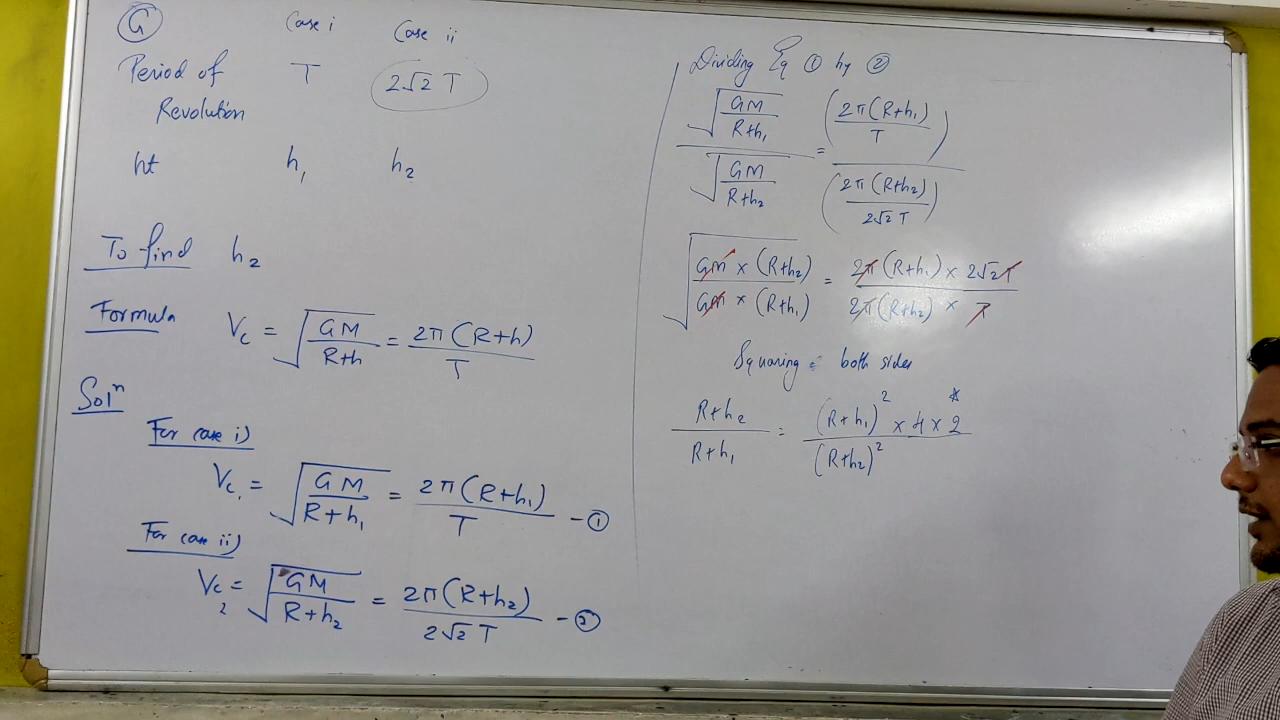 G
Case i Case ii
Period of Revolution T 2√2 T
ht h₁ h₂
To find h₂
Formula V_c = √(GM/(R+h)) = 2π(R+h)/T
Solⁿ
For case i)
V_c₁ = √(GM/(R+h₁)) = 2π(R+h₁)/T - ①
For case ii)
V_c₂ = √(GM/(R+h₂)) = 2π(R+h₂)/(2√2 T) - ②
Dividing Eq ① by ②
√(GM/(R+h₁)) / √(GM/(R+h₂)) = (2π(R+h₁)/T) / (2π(R+h₂)/(2√2 T))
√((GM × (R+h₂))/(GM × (R+h₁))) = (2π(R+h₁) × 2√2 T)/(2π(R+h₂) × T)
Squaring both sides
(R+h₂)/(R+h₁) = ((R+h₁)² × 4 × 2)/(R+h₂)²